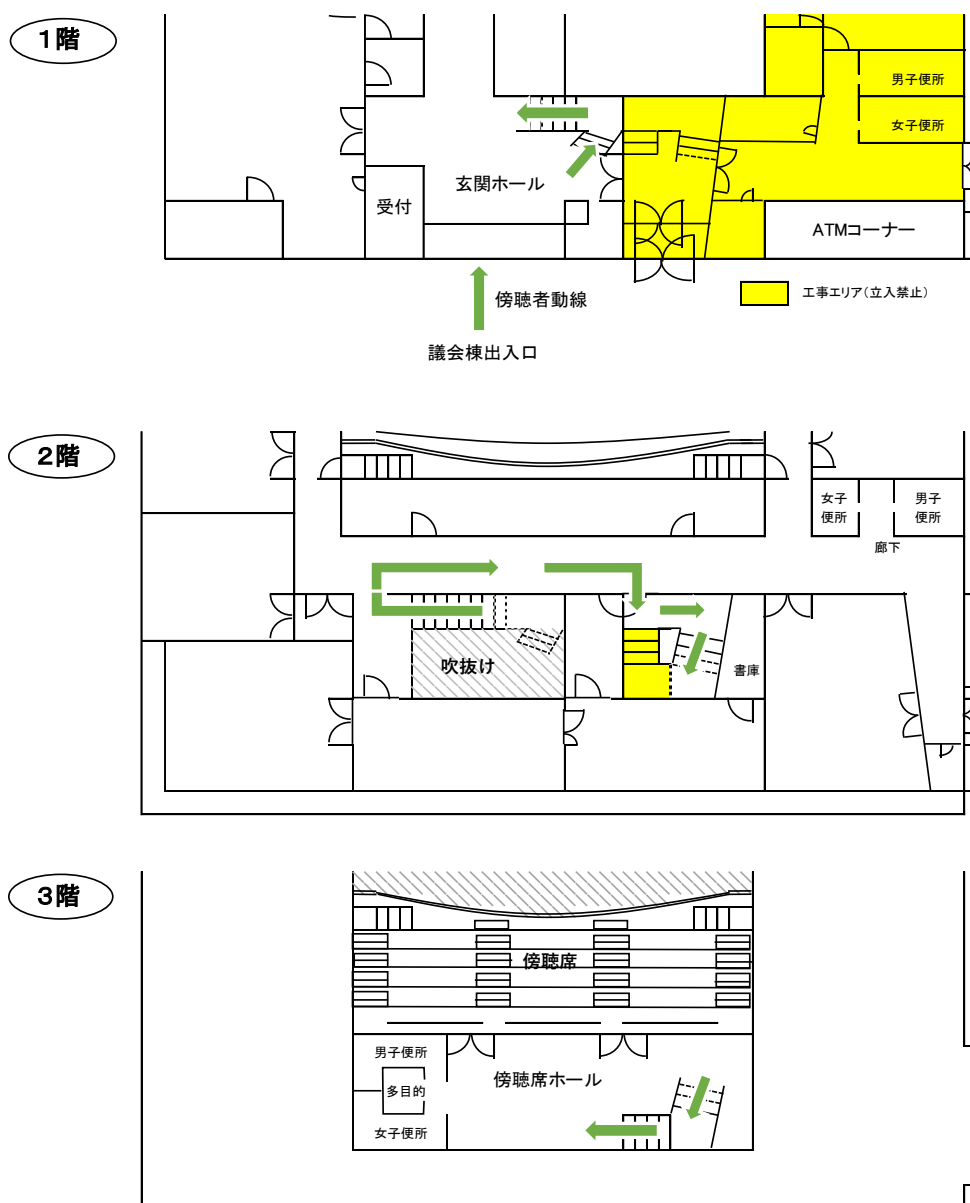 1階
男子便所
女子便所
玄関ホール
受付
ATMコーナー
工事エリア(立入禁止)
傍聴者動線
議会棟出入口
2階
女子
便所
男子
便所
廊下
吹抜け
書庫
3階
傍聴席
男子便所
多目的
女子便所
傍聴席ホール